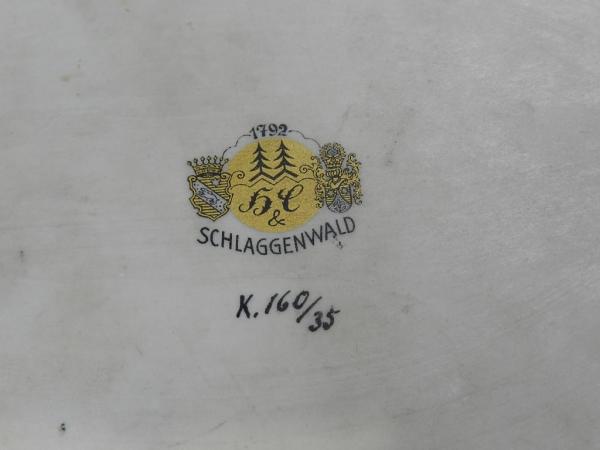 1792
H & C
SCHLAGGENWALD
K. 160/35